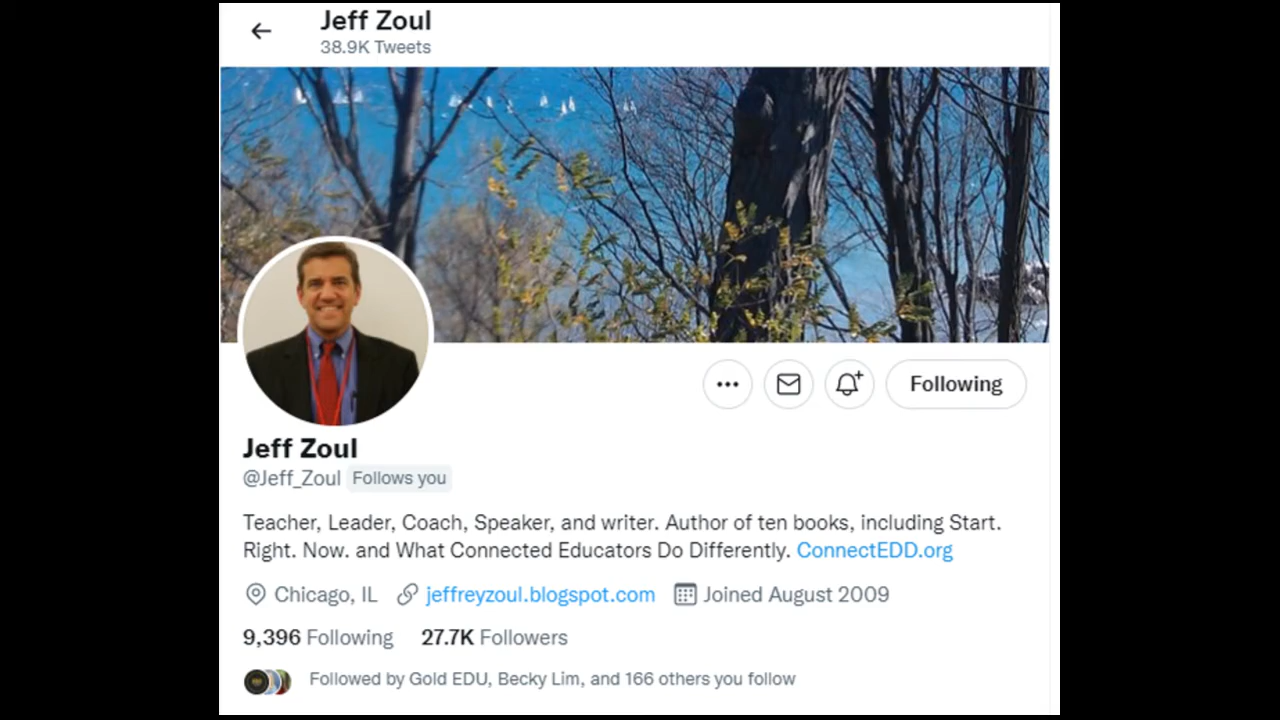 Jeff Zoul
38.9K Tweets
Following
Jeff Zoul
@Jeff_Zoul Follows you
Teacher, Leader, Coach, Speaker, and writer. Author of ten books, including Start.
Right. Now. and What Connected Educators Do Differently. ConnectEDD.org
Chicago, IL jeffreyzoul.blogspot.com Joined August 2009
9,396 Following 27.7K Followers
Followed by Gold EDU, Becky Lim, and 166 others you follow